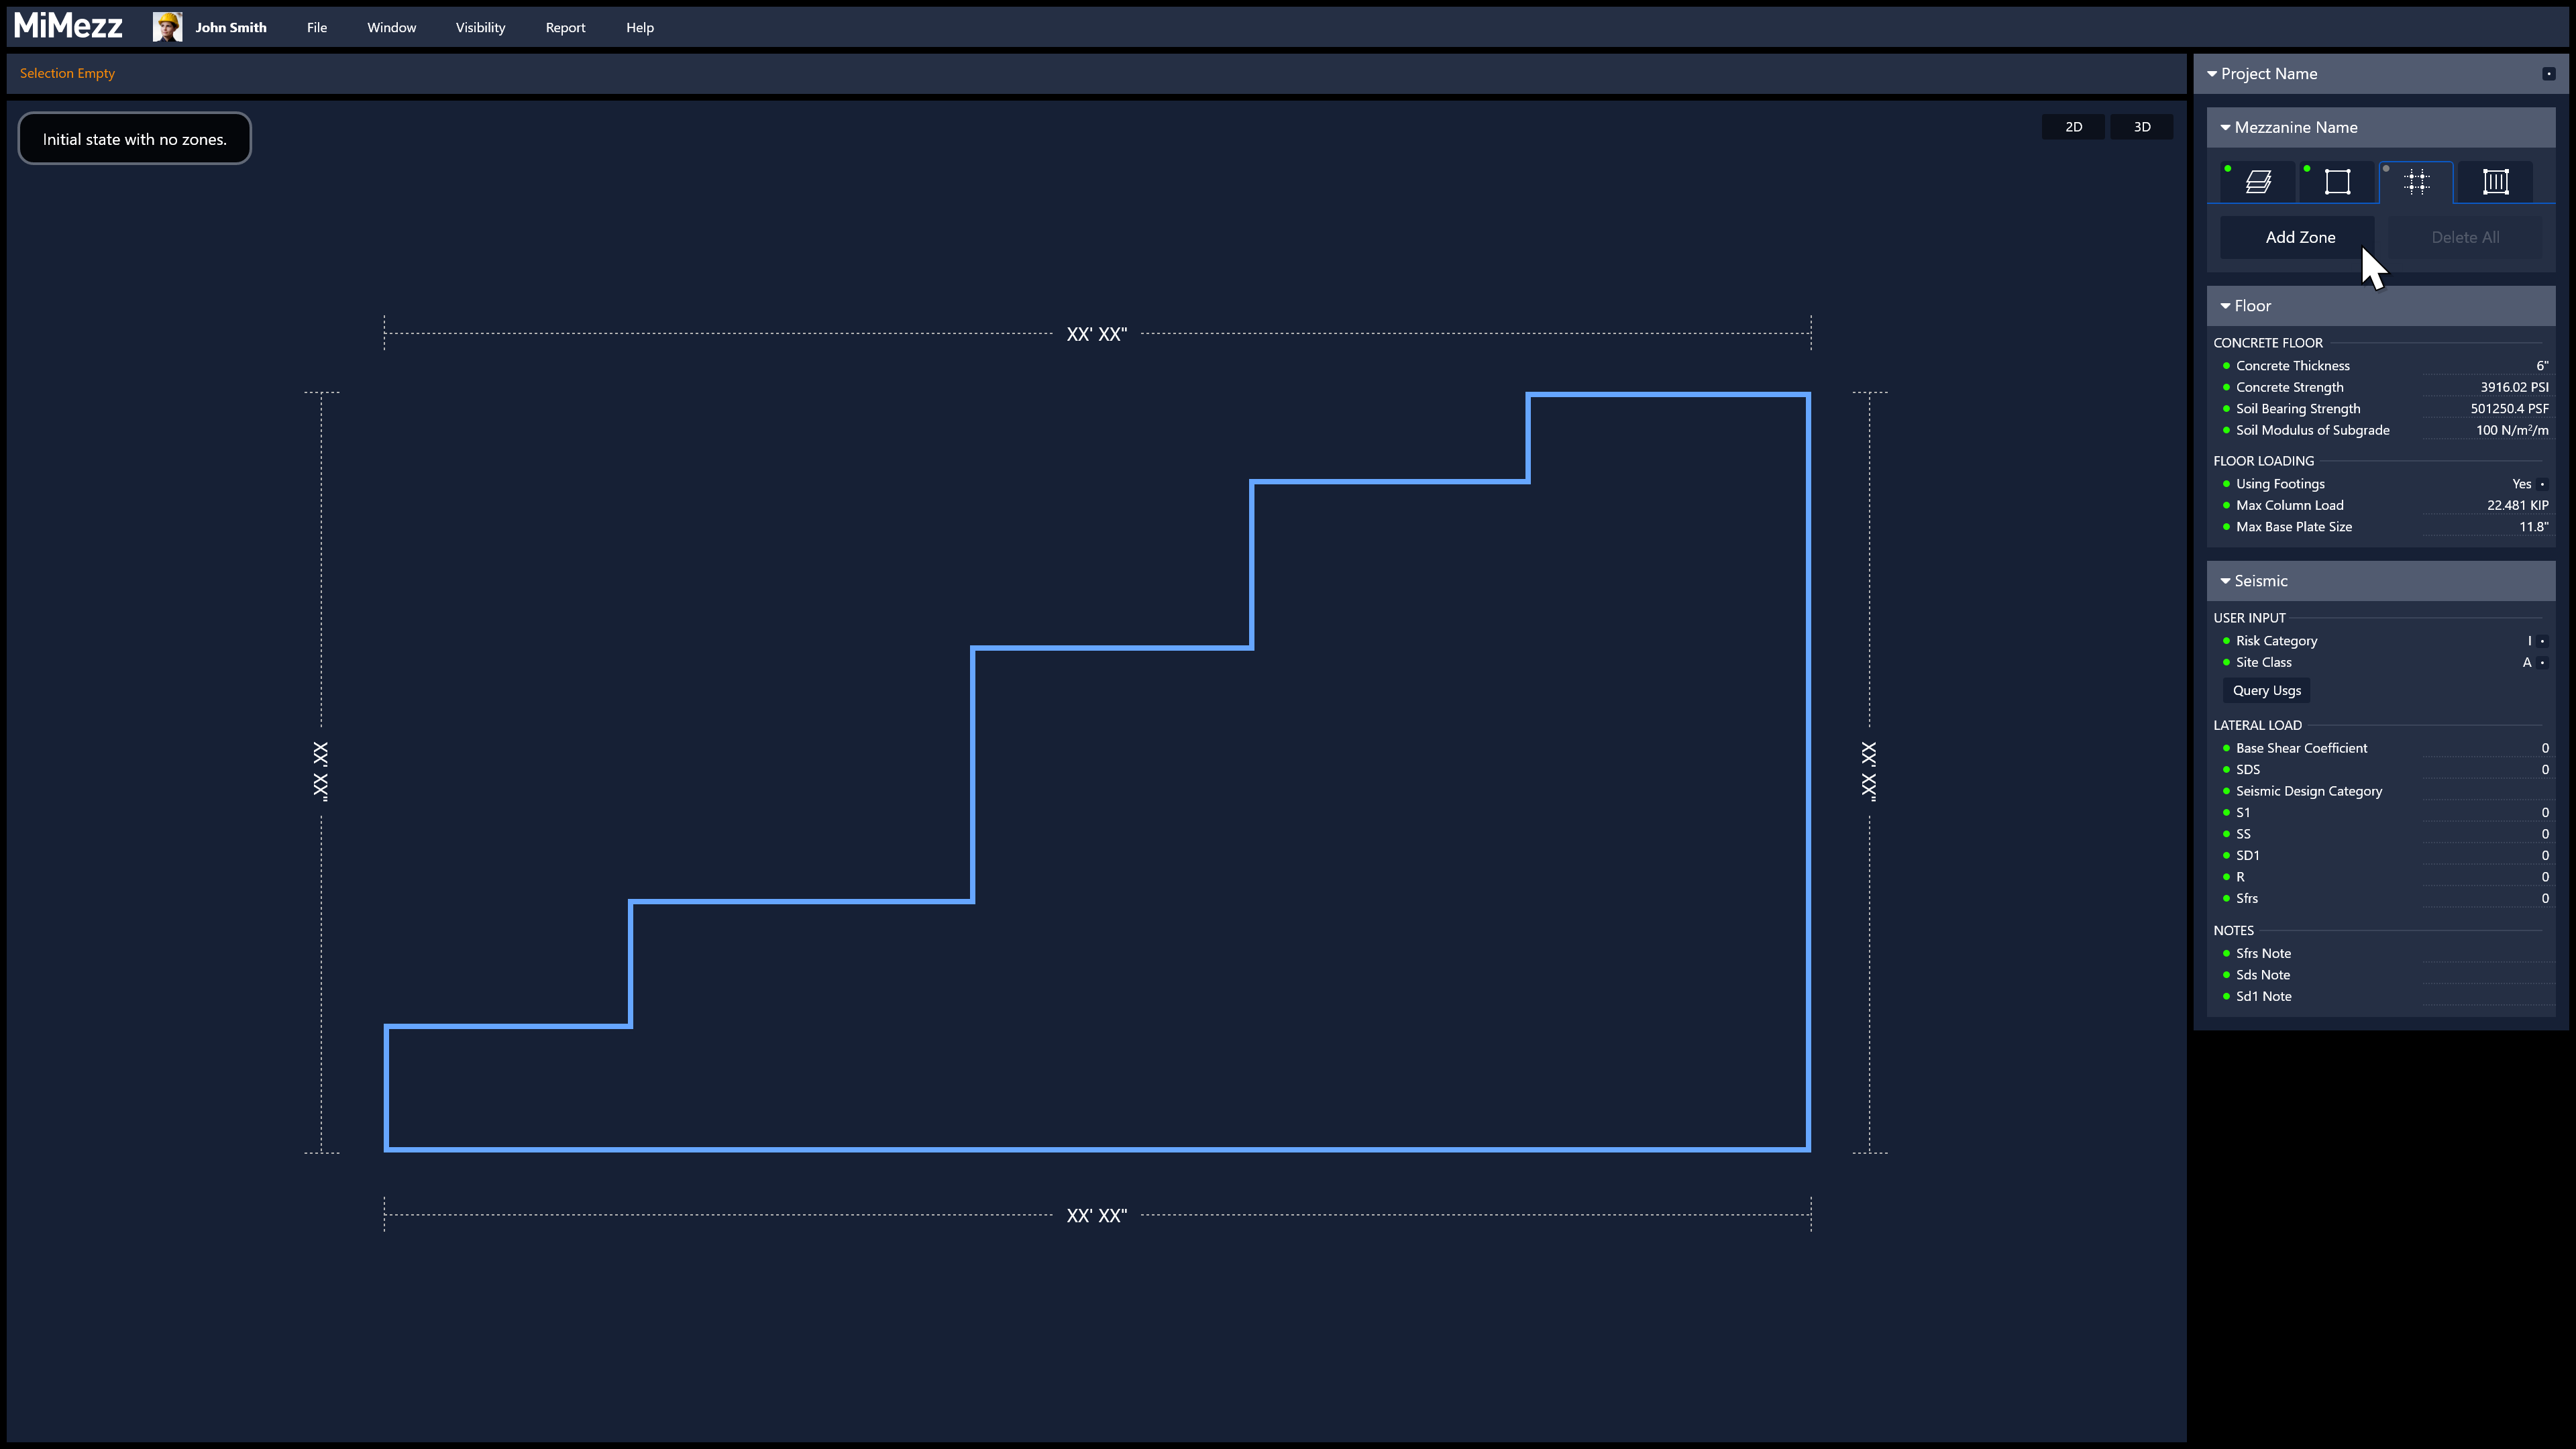 MiMezz
John Smith
File
Window
Visibility
Report
Help
Selection Empty
Initial state with no zones.
2D
3D
XX' XX"
XX' XX"
XX' XX"
XX' XX"
Project Name
Mezzanine Name
Add Zone
Delete All
Floor
CONCRETE FLOOR
Concrete Thickness 6"
Concrete Strength 3916.02 PSI
Soil Bearing Strength 501250.4 PSF
Soil Modulus of Subgrade 100 N/m²/m
FLOOR LOADING
Using Footings Yes
Max Column Load 22.481 KIP
Max Base Plate Size 11.8"
Seismic
USER INPUT
Risk Category I
Site Class A
Query Usgs
LATERAL LOAD
Base Shear Coefficient 0
SDS 0
Seismic Design Category
S1 0
SS 0
SD1 0
R 0
Sfrs 0
NOTES
Sfrs Note
Sds Note
Sd1 Note